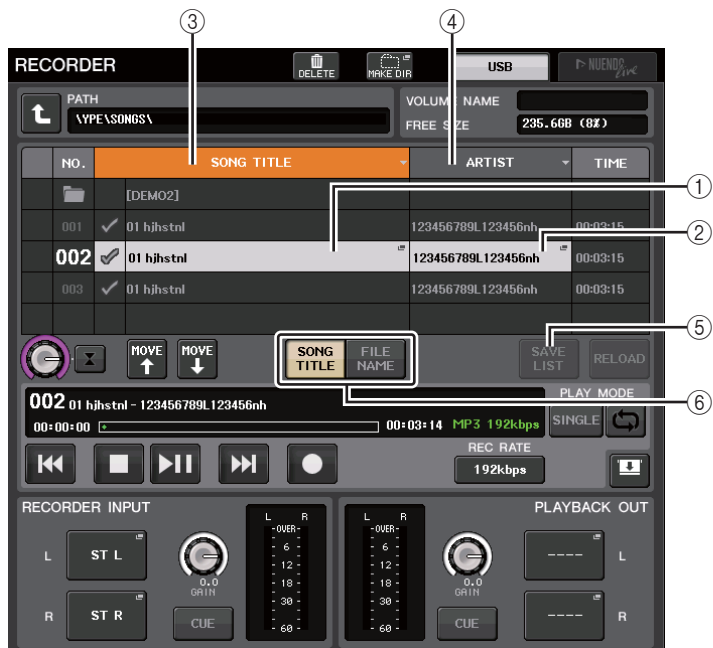 ③ ④
RECORDER DELETE MAKE DIR USB NUENDO Live
PATH VOLUME NAME
\YPE\SONGS\ FREE SIZE 235.6GB (8%)
NO. SONG TITLE ARTIST TIME
[DEMO2] ①
001 01 hjhstnl 123456789L123456nh 00:03:15
②
002 01 hjhstnl 123456789L123456nh 00:03:15
003 01 hjhstnl 123456789L123456nh 00:03:15
⑤
MOVE MOVE SONG TITLE FILE NAME SAVE LIST RELOAD
⑥
002 01 hjhstnl - 123456789L123456nh PLAY MODE
00:00:00 00:03:14 MP3 192kbps SINGLE
REC RATE
192kbps
RECORDER INPUT L R L R PLAYBACK OUT
-OVER- -OVER-
L ST L 6 6 ---- L
12 12
0.0 18 18 0.0
GAIN 30 30 GAIN
R ST R CUE 60 60 CUE ---- R